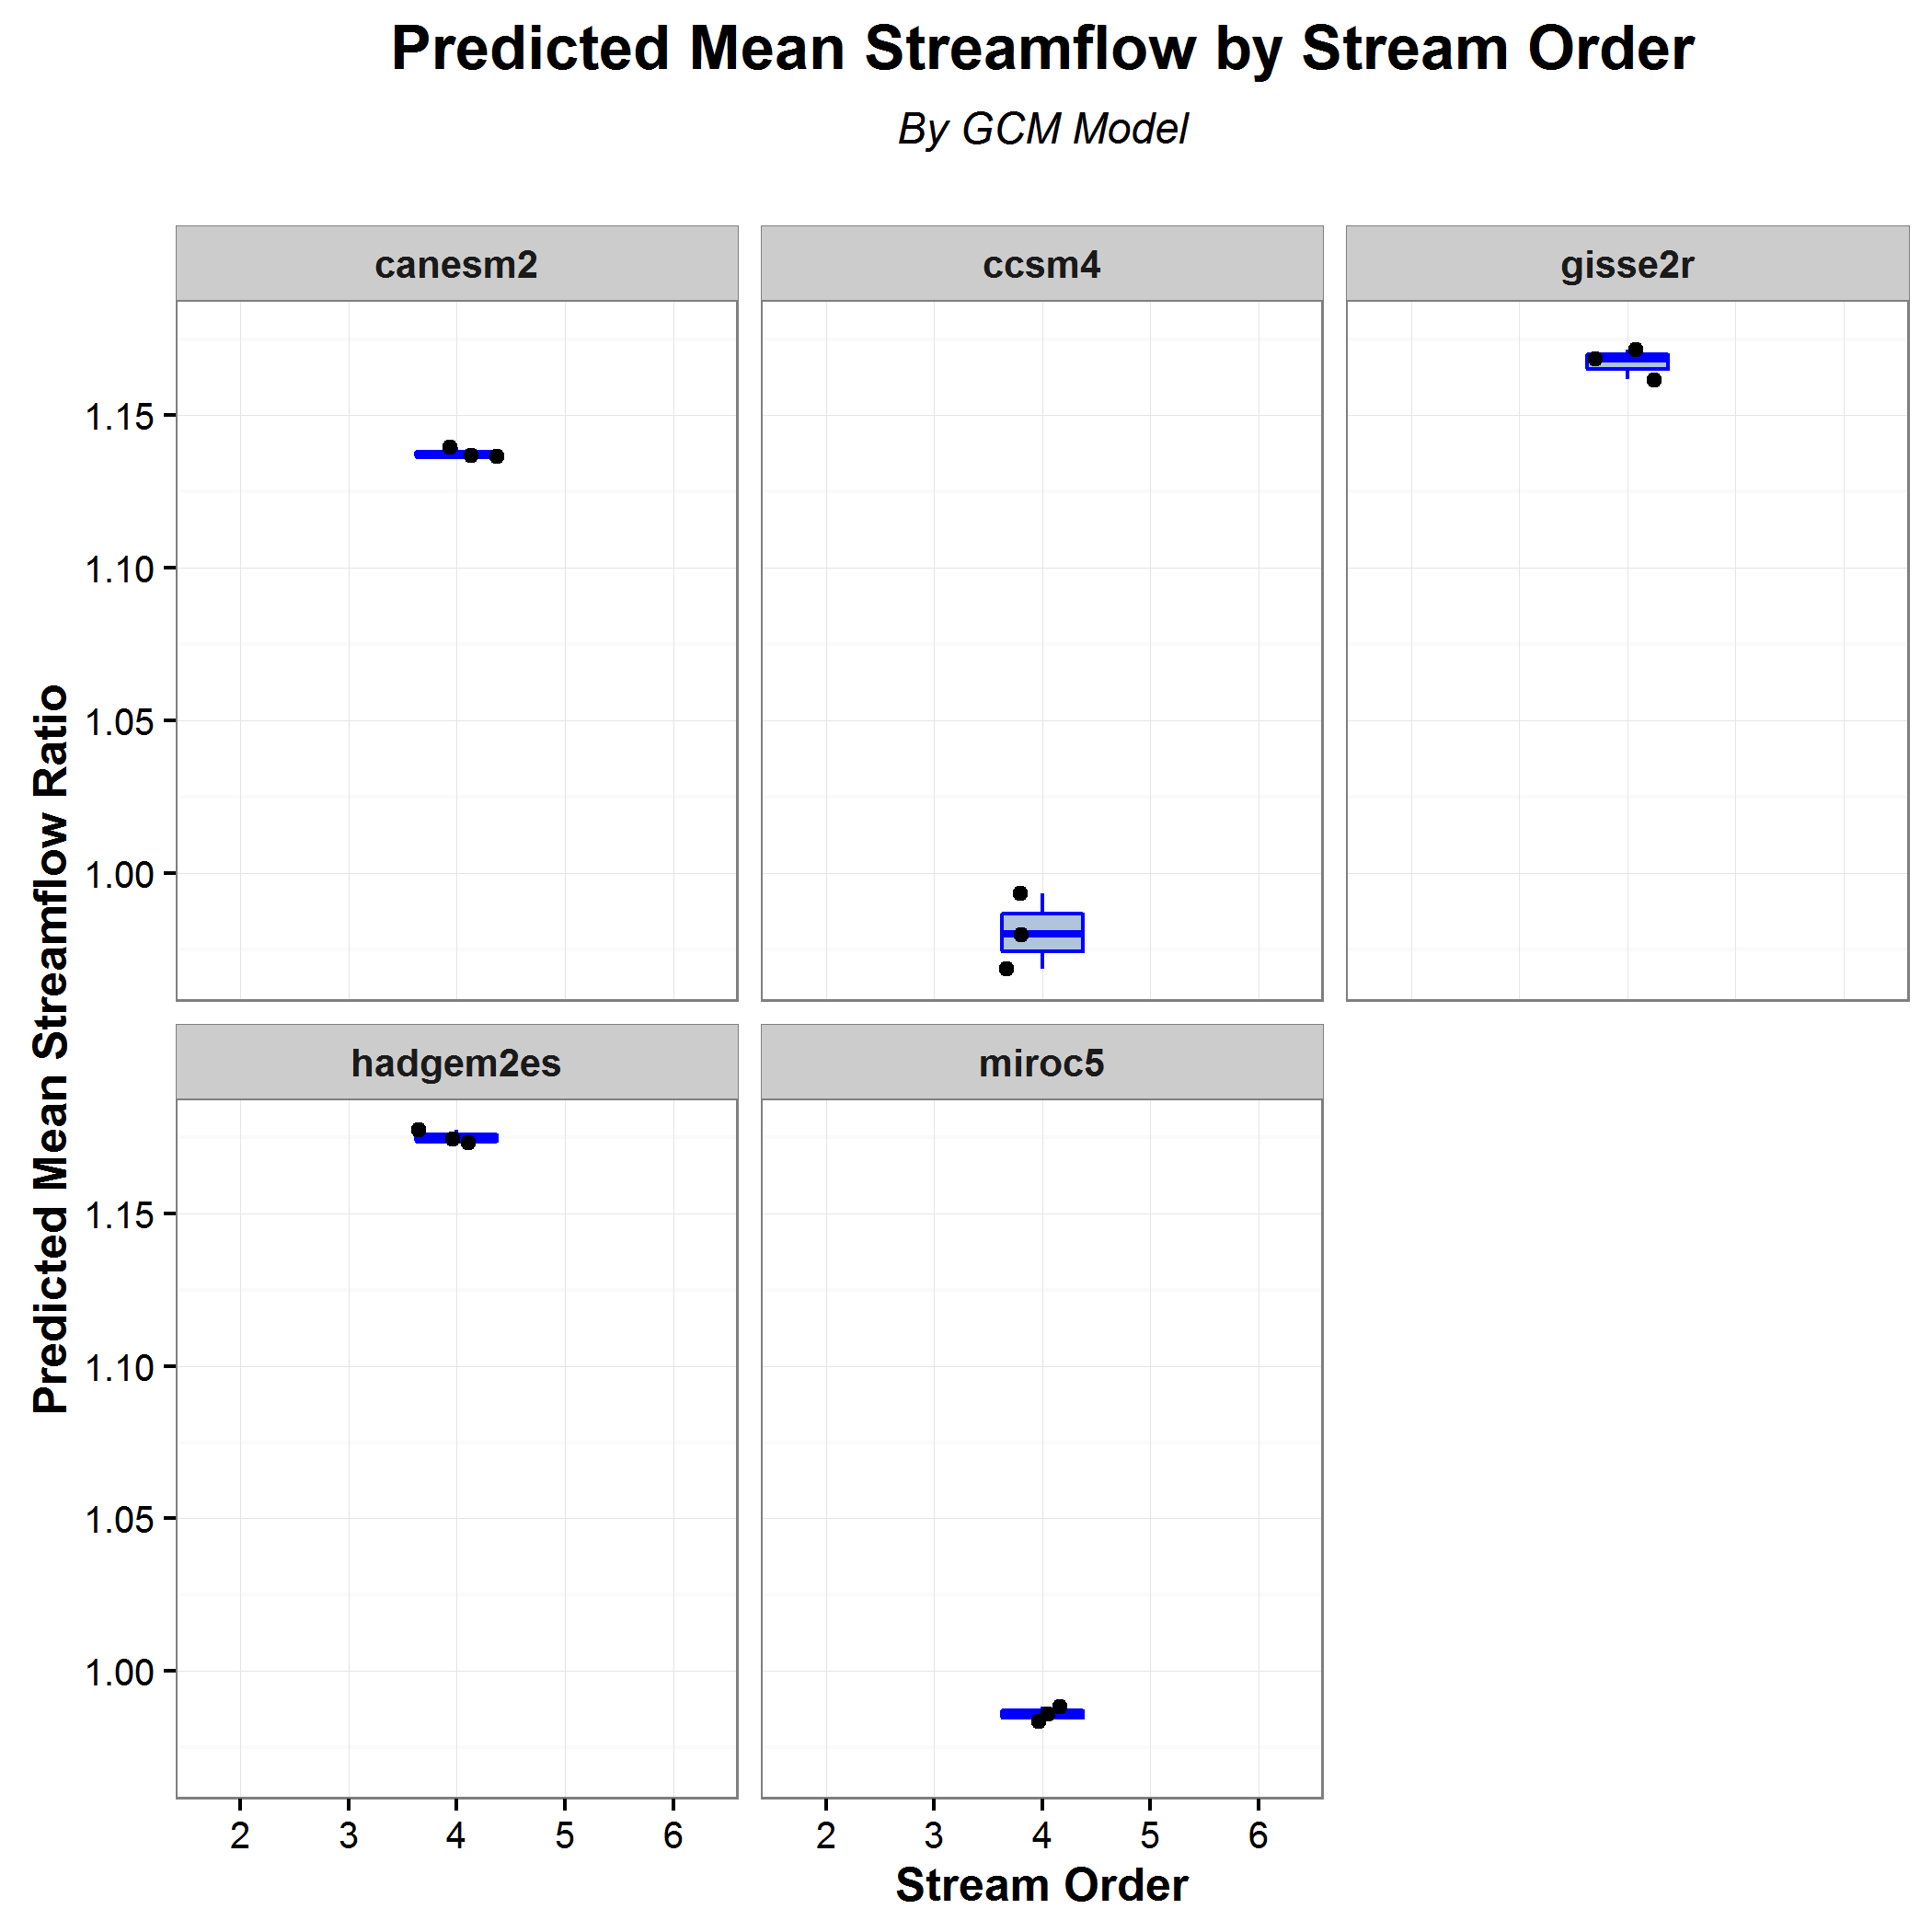 Predicted Mean Streamflow by Stream Order
By GCM Model
canesm2
ccsm4
gisse2r
1.15
1.10
1.05
1.00
Predicted Mean Streamflow Ratio
hadgem2es
miroc5
1.15
1.10
1.05
1.00
2 3 4 5 6
2 3 4 5 6
Stream Order